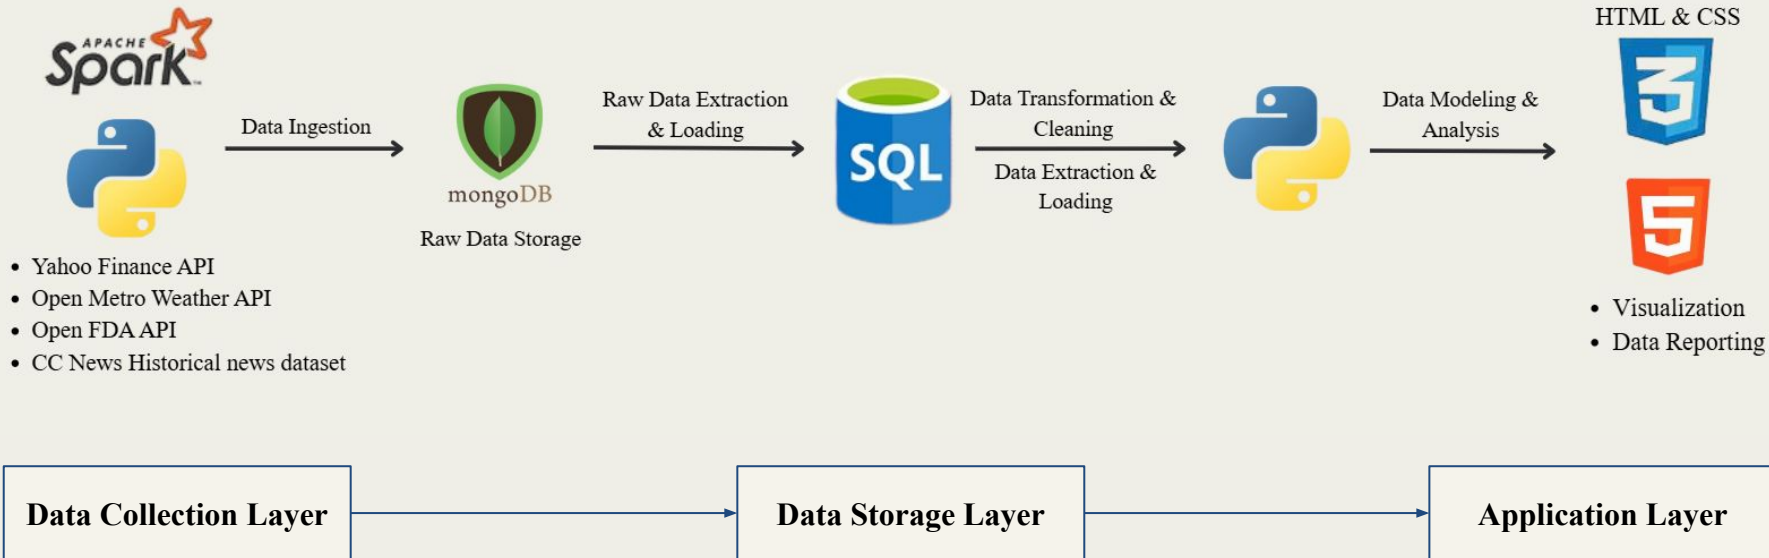 APACHE
Spark
Data Ingestion
• Yahoo Finance API
• Open Metro Weather API
• Open FDA API
• CC News Historical news dataset
mongoDB
Raw Data Storage
Raw Data Extraction
& Loading
SQL
Data Transformation &
Cleaning
Data Extraction &
Loading
Data Modeling &
Analysis
HTML & CSS
3
5
• Visualization
• Data Reporting
Data Collection Layer
Data Storage Layer
Application Layer